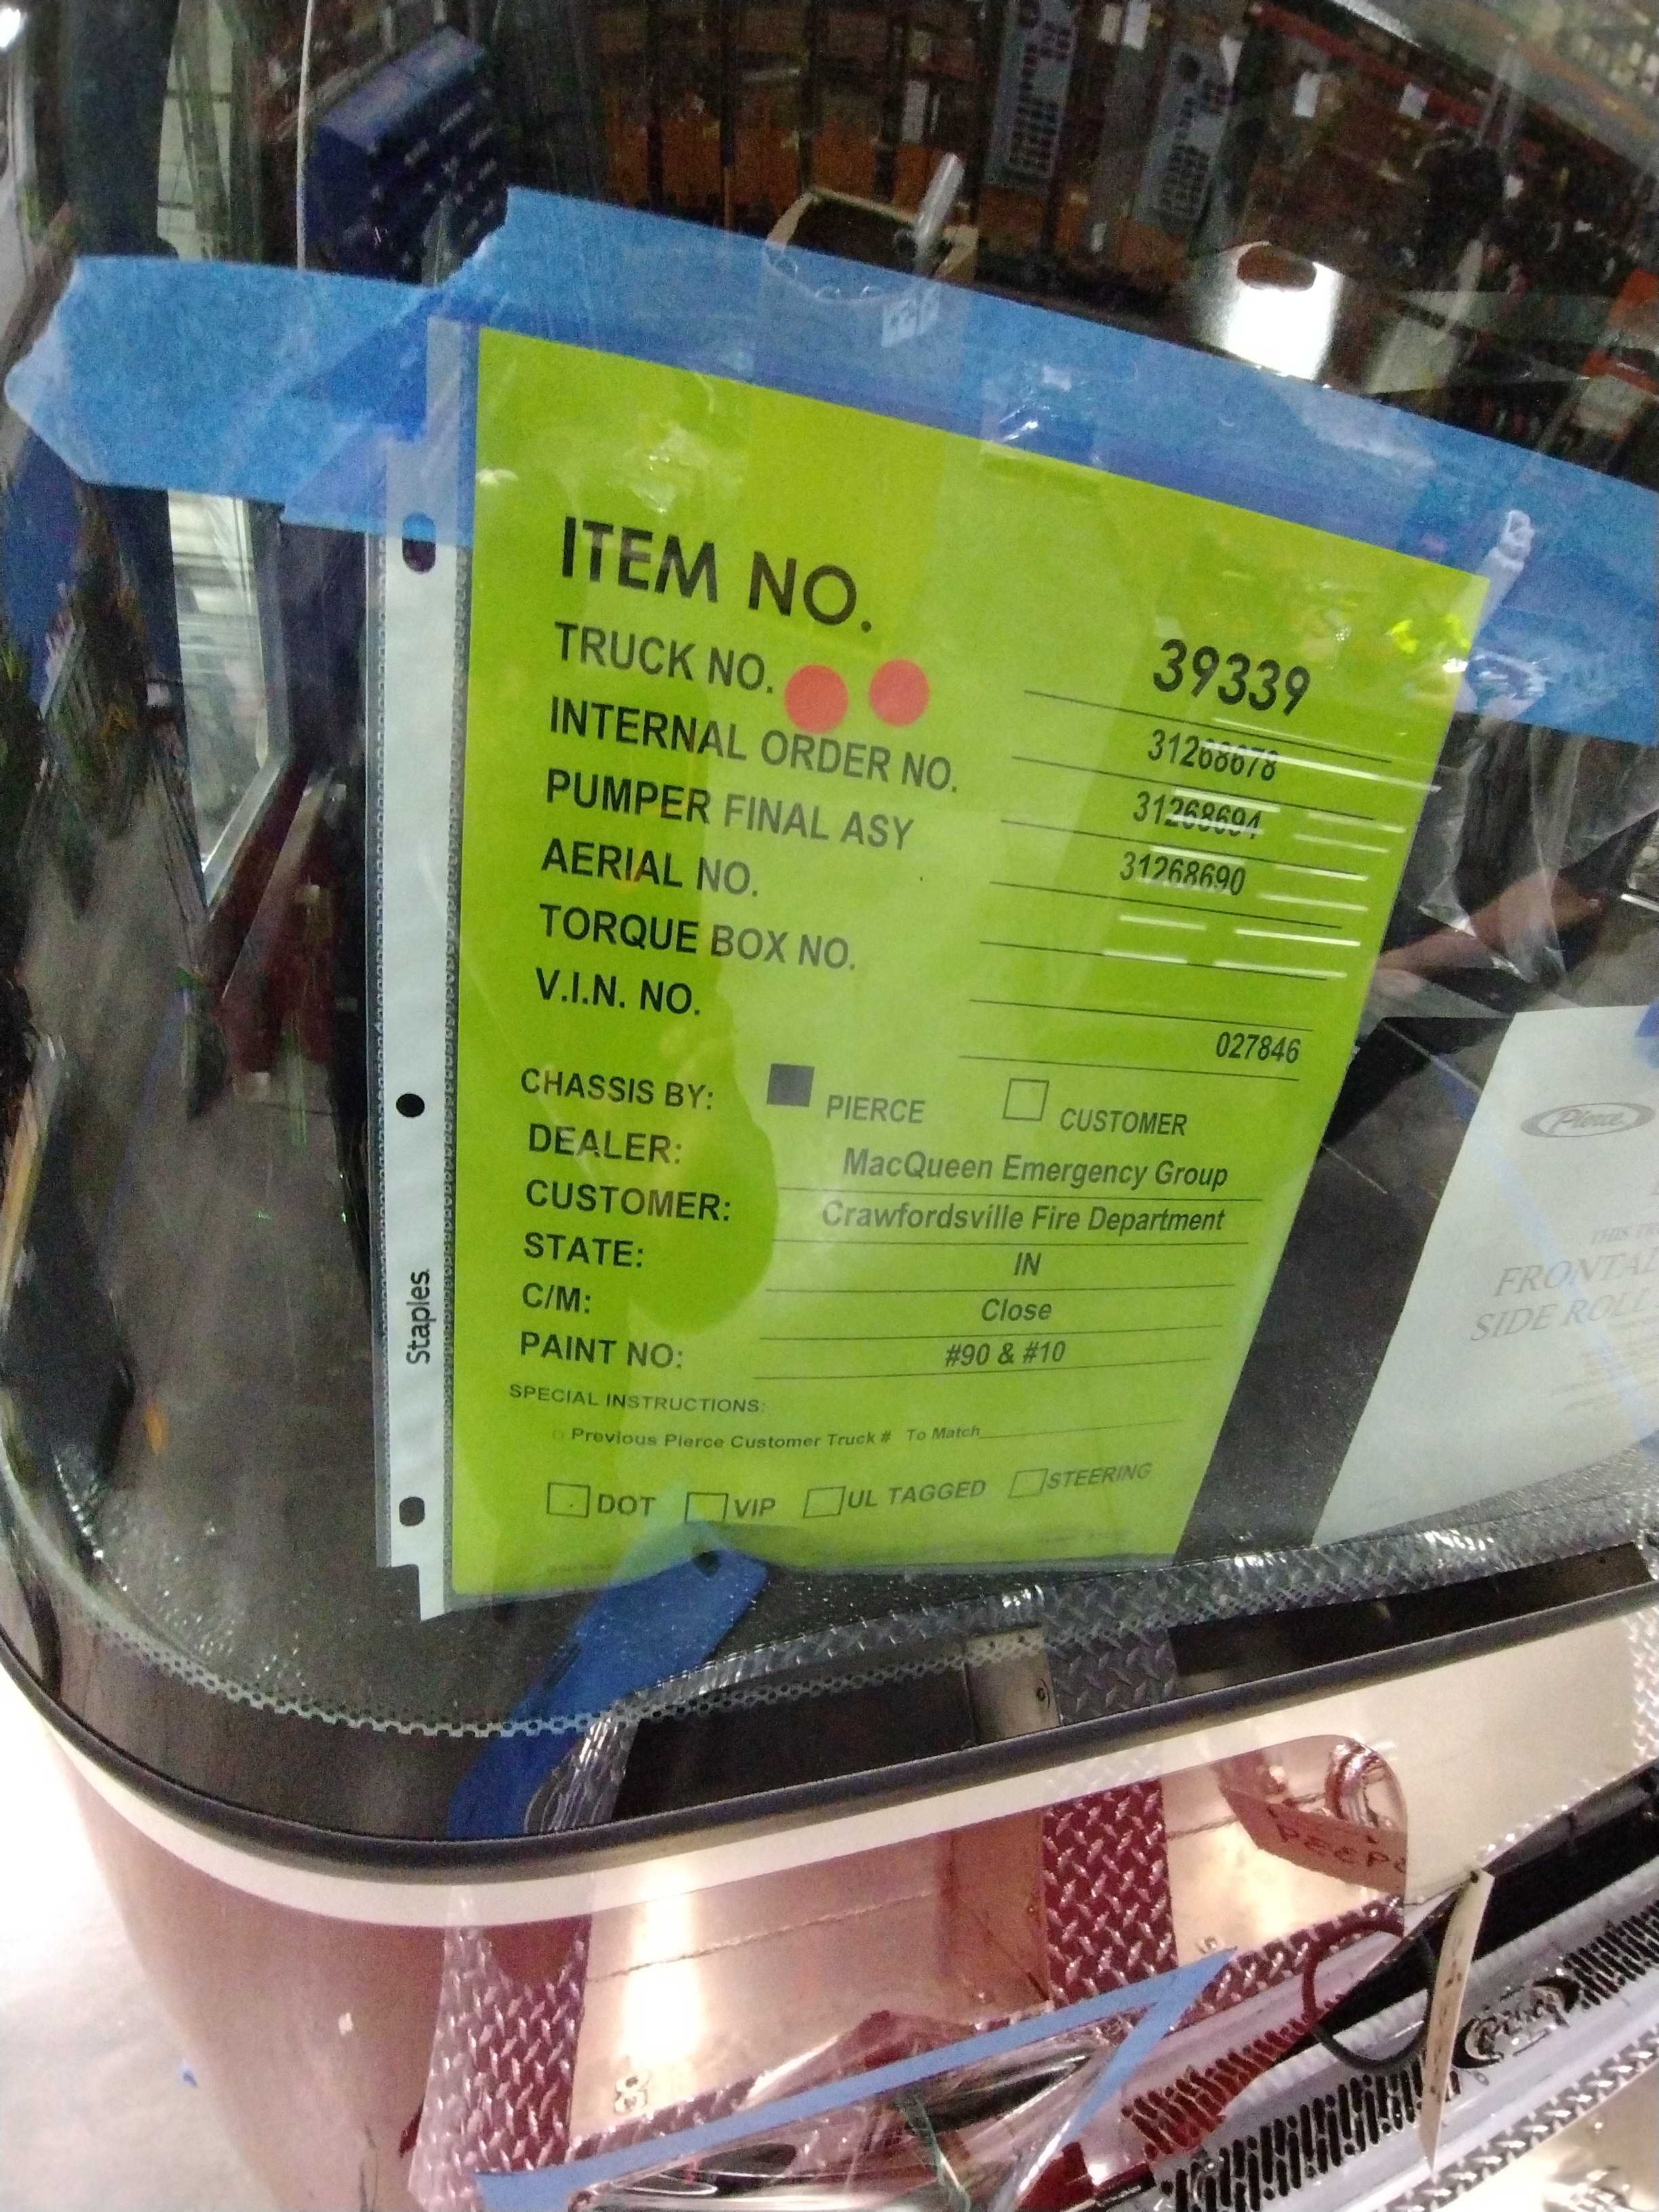 ITEM NO. 39339
TRUCK NO. 31268678
INTERNAL ORDER NO. 31268694
PUMPER FINAL ASY 31268690
AERIAL NO.
TORQUE BOX NO.
V.I.N. NO. 027846
CHASSIS BY: PIERCE CUSTOMER
DEALER: MacQueen Emergency Group
CUSTOMER: Crawfordsville Fire Department
STATE: IN
C/M: Close
PAINT NO: #90 & #10
SPECIAL INSTRUCTIONS:
Previous Pierce Customer Truck # To Match
DOT VIP UL TAGGED STEERING
Staples
Pierce
FRONTAL
SIDE ROLL
Pierce